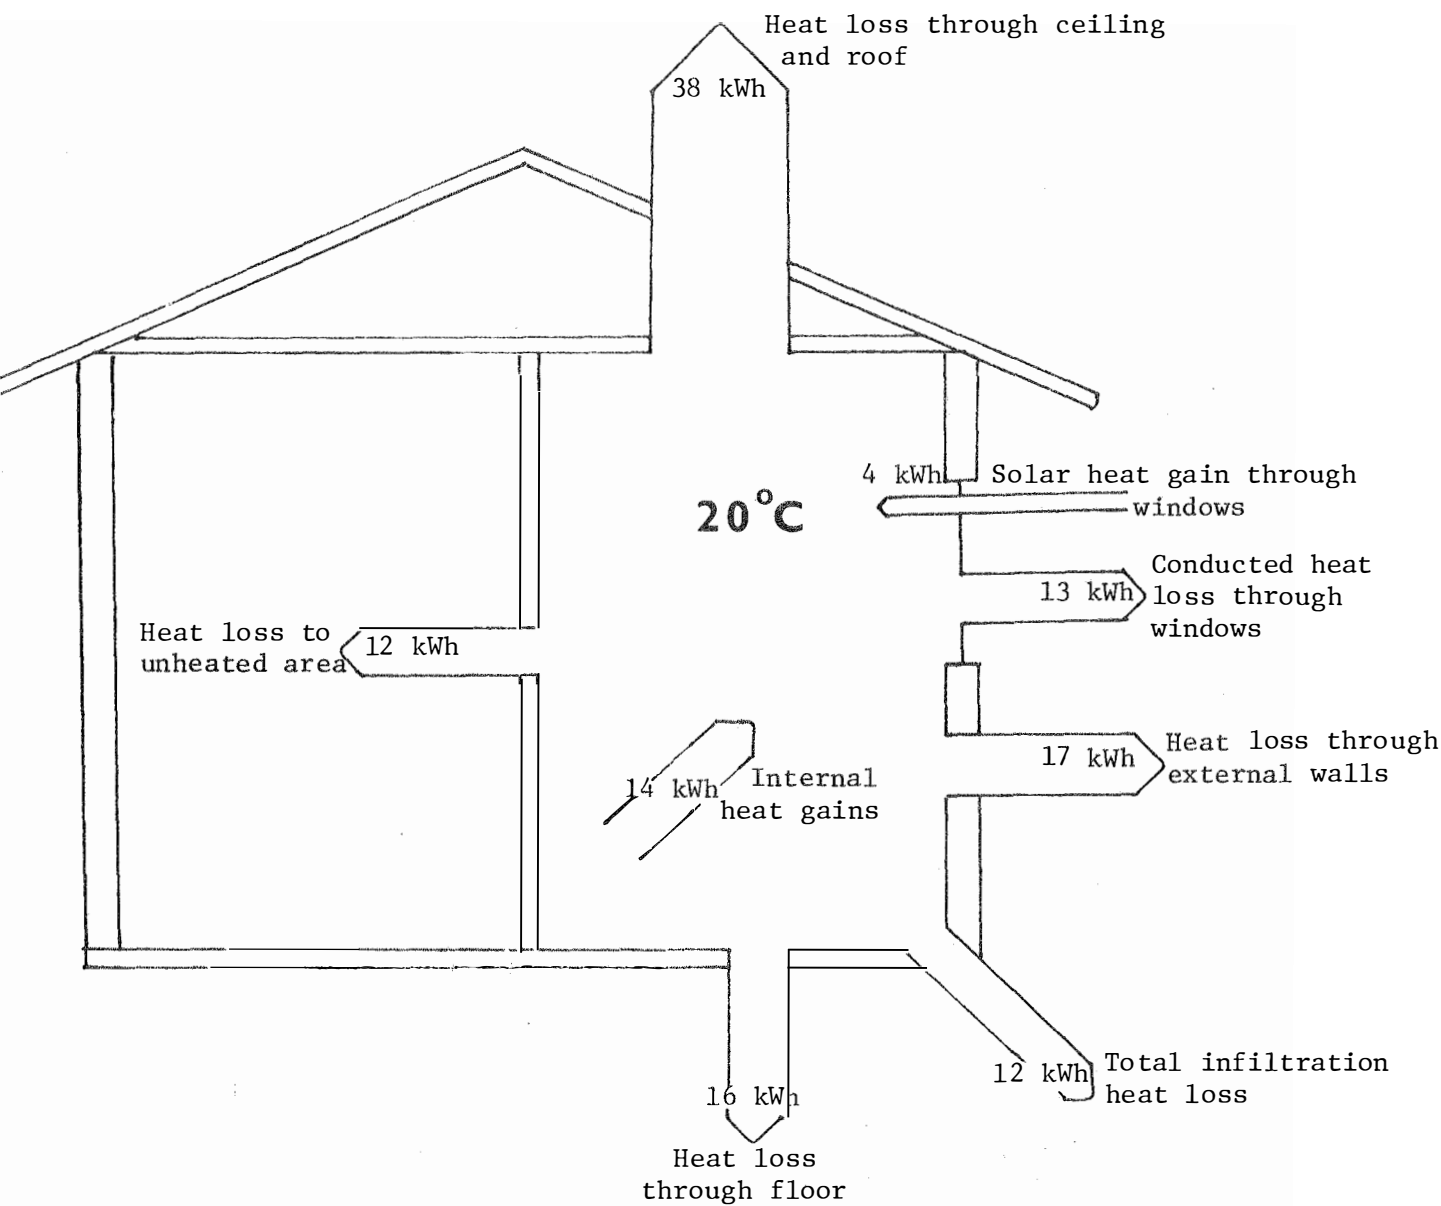 Heat loss through ceiling
and roof
38 kWh
4 kWh
Solar heat gain through
windows
20°C
Conducted heat
loss through
windows
13 kWh
Heat loss to
unheated area
12 kWh
17 kWh
Heat loss through
external walls
14 kWh
Internal
heat gains
12 kWh
Total infiltration
heat loss
16 kWh
Heat loss
through floor